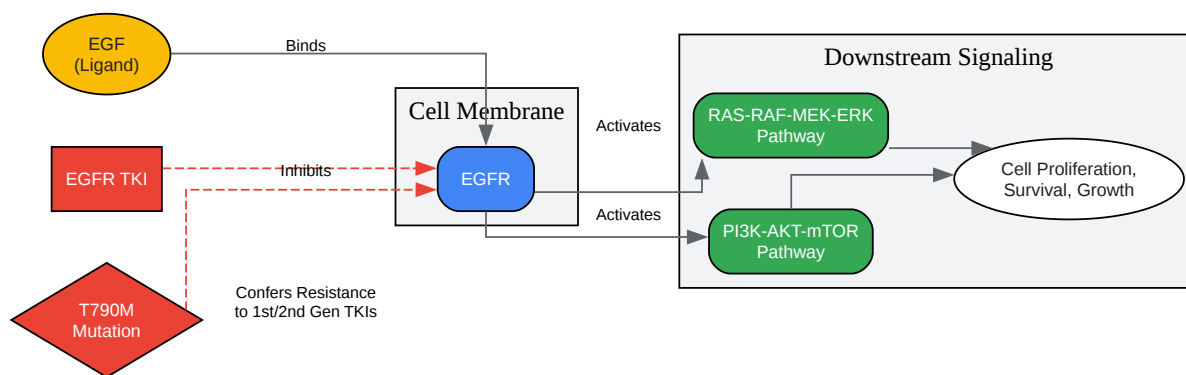 EGF
(Ligand)
Binds
Cell Membrane
EGFR
EGFR TKI
Inhibits
T790M
Mutation
Confers Resistance
to 1st/2nd Gen TKIs
Activates
Activates
Downstream Signaling
RAS-RAF-MEK-ERK
Pathway
PI3K-AKT-mTOR
Pathway
Cell Proliferation,
Survival, Growth